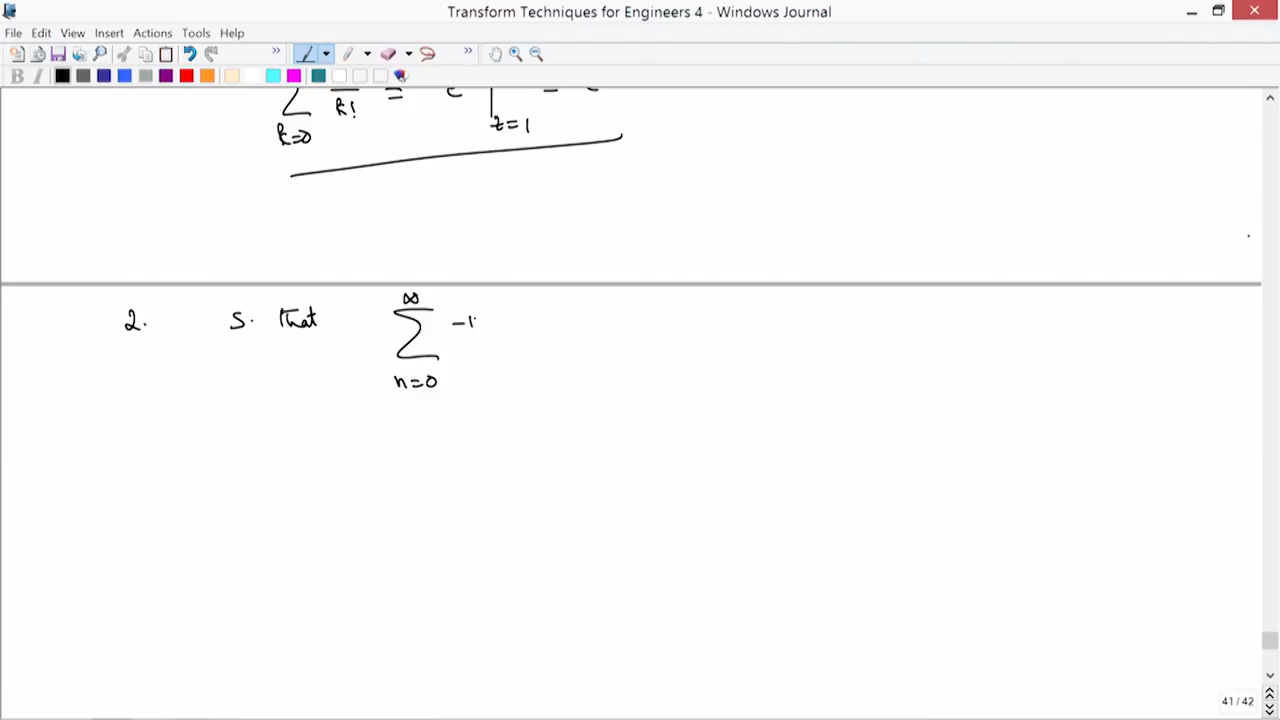 Transform Techniques for Engineers 4 - Windows Journal
File Edit View Insert Actions Tools Help
B I
∑ k! = |
k=0 z=1
2. S. that ∞
∑ -1
n=0
41 / 42